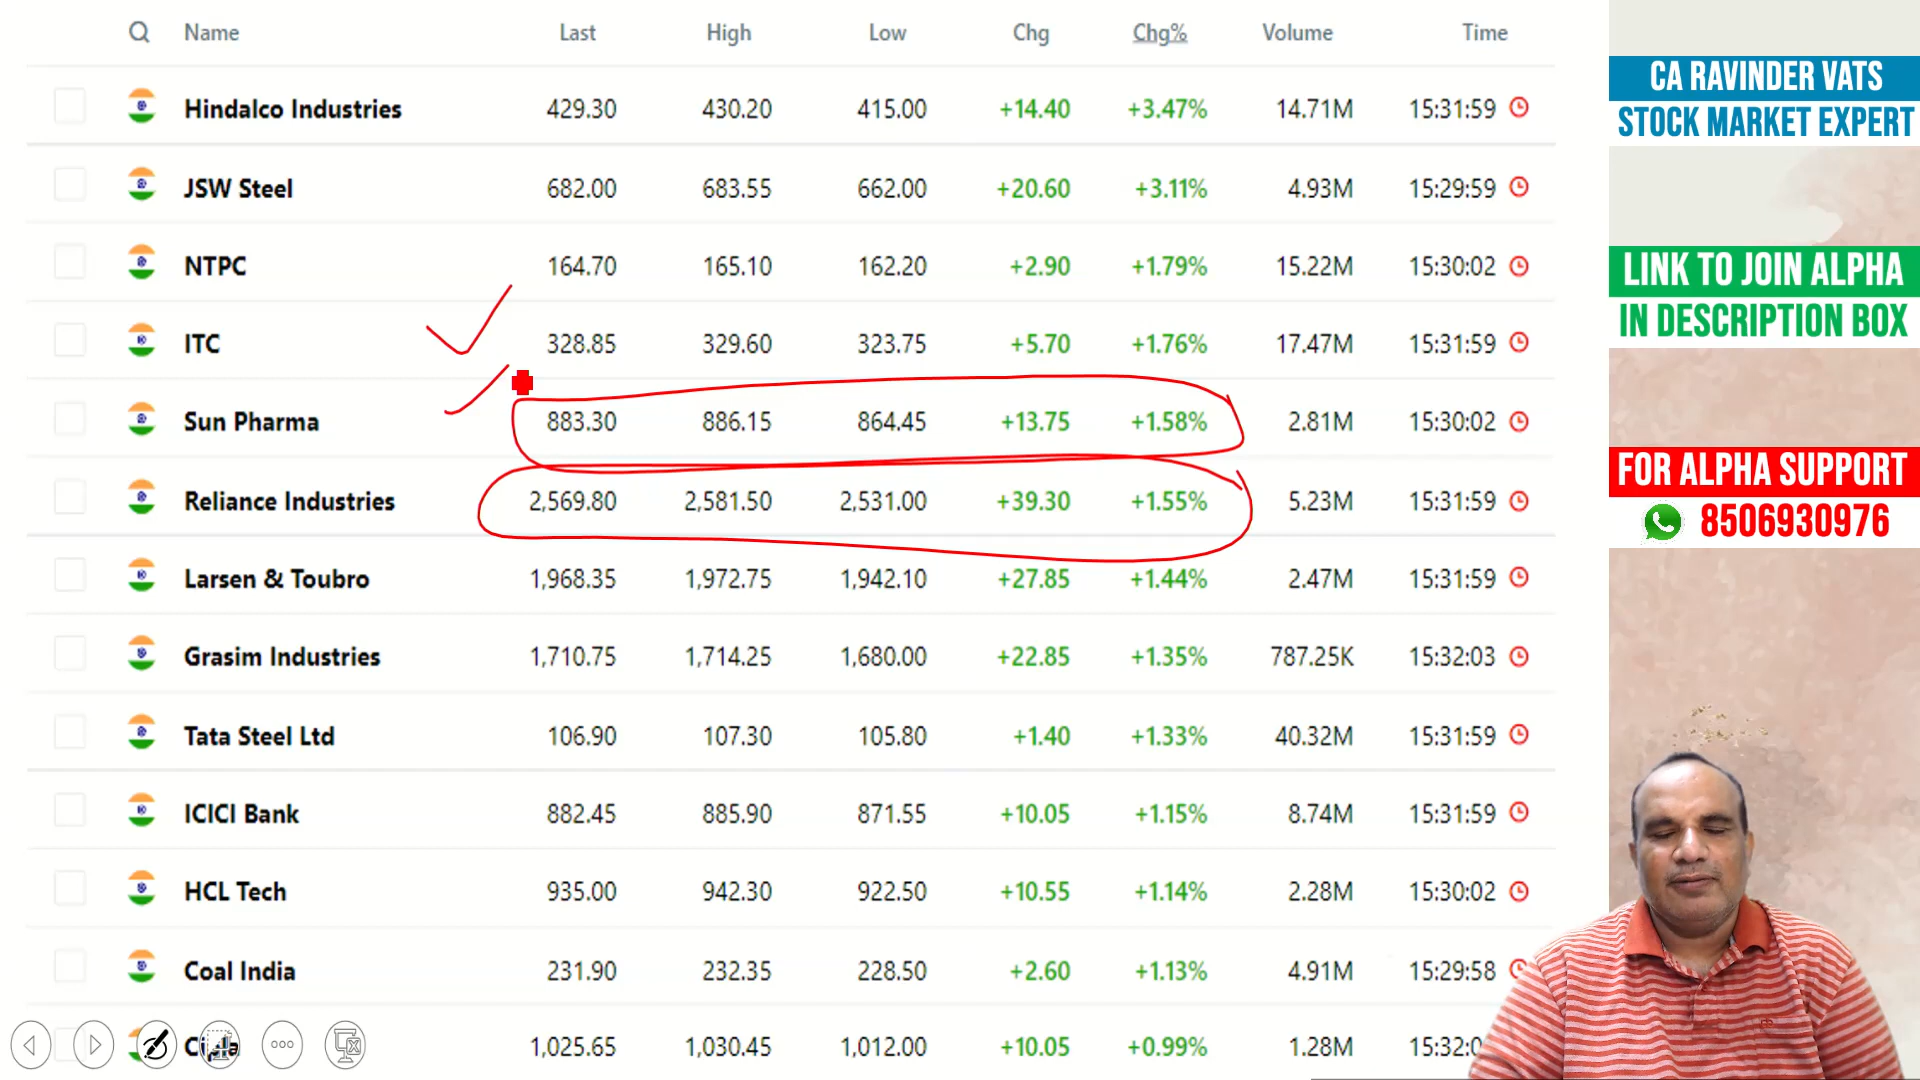 Name Last High Low Chg Chg% Volume Time
Hindalco Industries 429.30 430.20 415.00 +14.40 +3.47% 14.71M 15:31:59
JSW Steel 682.00 683.55 662.00 +20.60 +3.11% 4.93M 15:29:59
NTPC 164.70 165.10 162.20 +2.90 +1.79% 15.22M 15:30:02
ITC 328.85 329.60 323.75 +5.70 +1.76% 17.47M 15:31:59
Sun Pharma 883.30 886.15 864.45 +13.75 +1.58% 2.81M 15:30:02
Reliance Industries 2,569.80 2,581.50 2,531.00 +39.30 +1.55% 5.23M 15:31:59
Larsen & Toubro 1,968.35 1,972.75 1,942.10 +27.85 +1.44% 2.47M 15:31:59
Grasim Industries 1,710.75 1,714.25 1,680.00 +22.85 +1.35% 787.25K 15:32:03
Tata Steel Ltd 106.90 107.30 105.80 +1.40 +1.33% 40.32M 15:31:59
ICICI Bank 882.45 885.90 871.55 +10.05 +1.15% 8.74M 15:31:59
HCL Tech 935.00 942.30 922.50 +10.55 +1.14% 2.28M 15:30:02
Coal India 231.90 232.35 228.50 +2.60 +1.13% 4.91M 15:29:58
1,025.65 1,030.45 1,012.00 +10.05 +0.99% 1.28M
CA RAVINDER VATS
STOCK MARKET EXPERT
LINK TO JOIN ALPHA
IN DESCRIPTION BOX
FOR ALPHA SUPPORT
8506930976